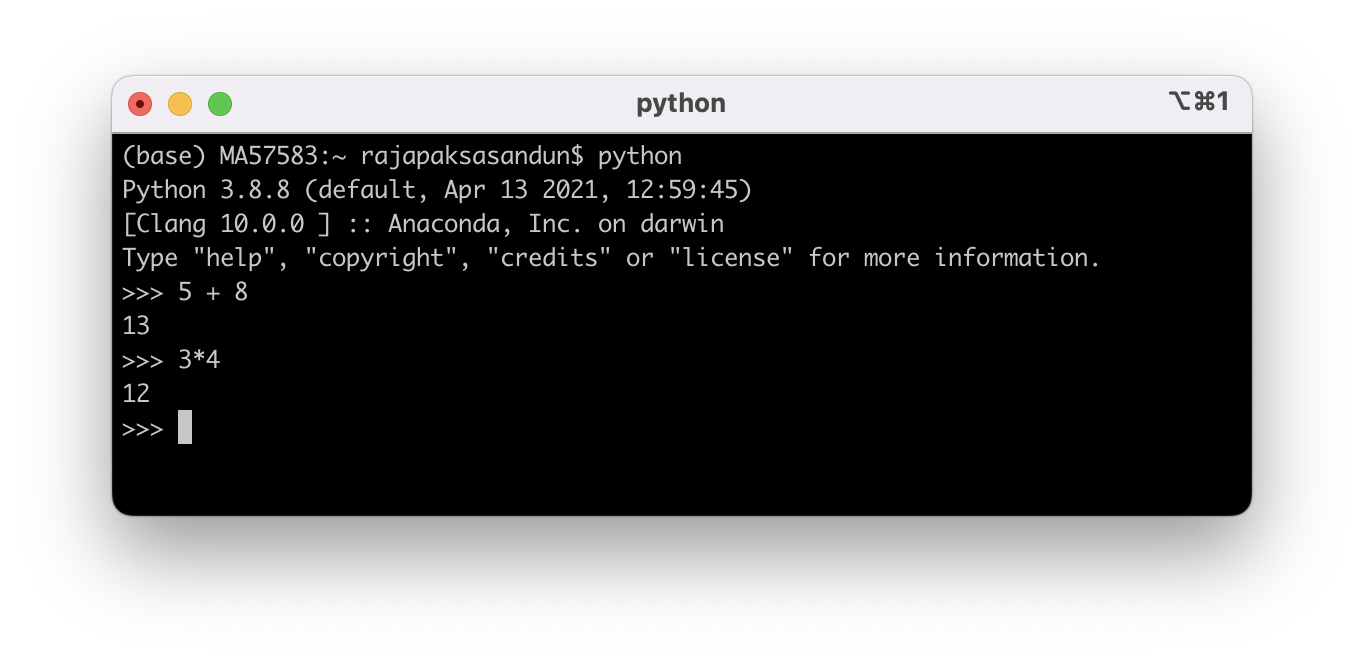 python
⌥⌘1
(base) MA57583:~ rajapaksasandun$ python
Python 3.8.8 (default, Apr 13 2021, 12:59:45)
[Clang 10.0.0 ] :: Anaconda, Inc. on darwin
Type "help", "copyright", "credits" or "license" for more information.
>>> 5 + 8
13
>>> 3*4
12
>>>